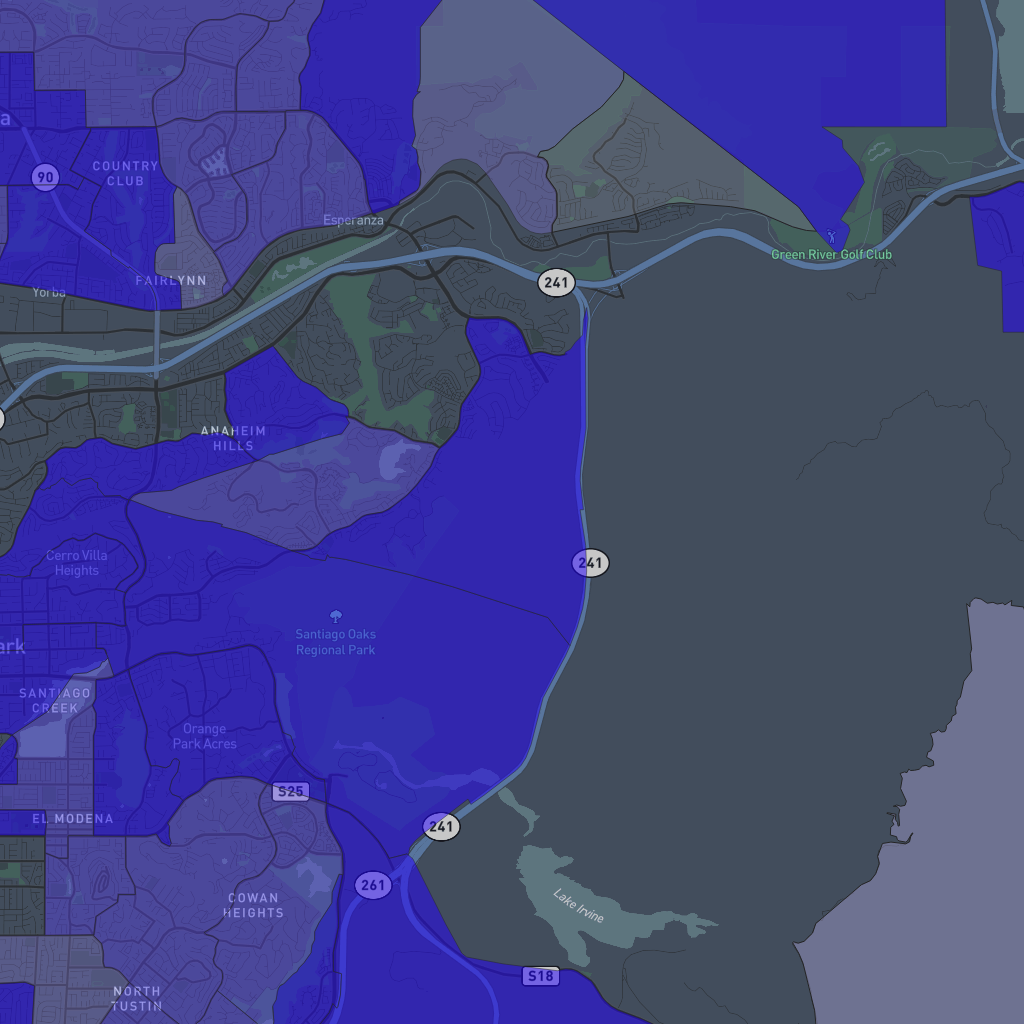 a
90
COUNTRY
CLUB
Esperanza
Green River Golf Club
FAIRLYNN
Yorba
241
ANAHEIM
HILLS
Cerro Villa
Heights
241
Santiago Oaks
Regional Park
ark
SANTIAGO
CREEK
Orange
Park Acres
S25
EL MODENA
241
261
COWAN
HEIGHTS
Lake Irvine
S18
NORTH
TUSTIN